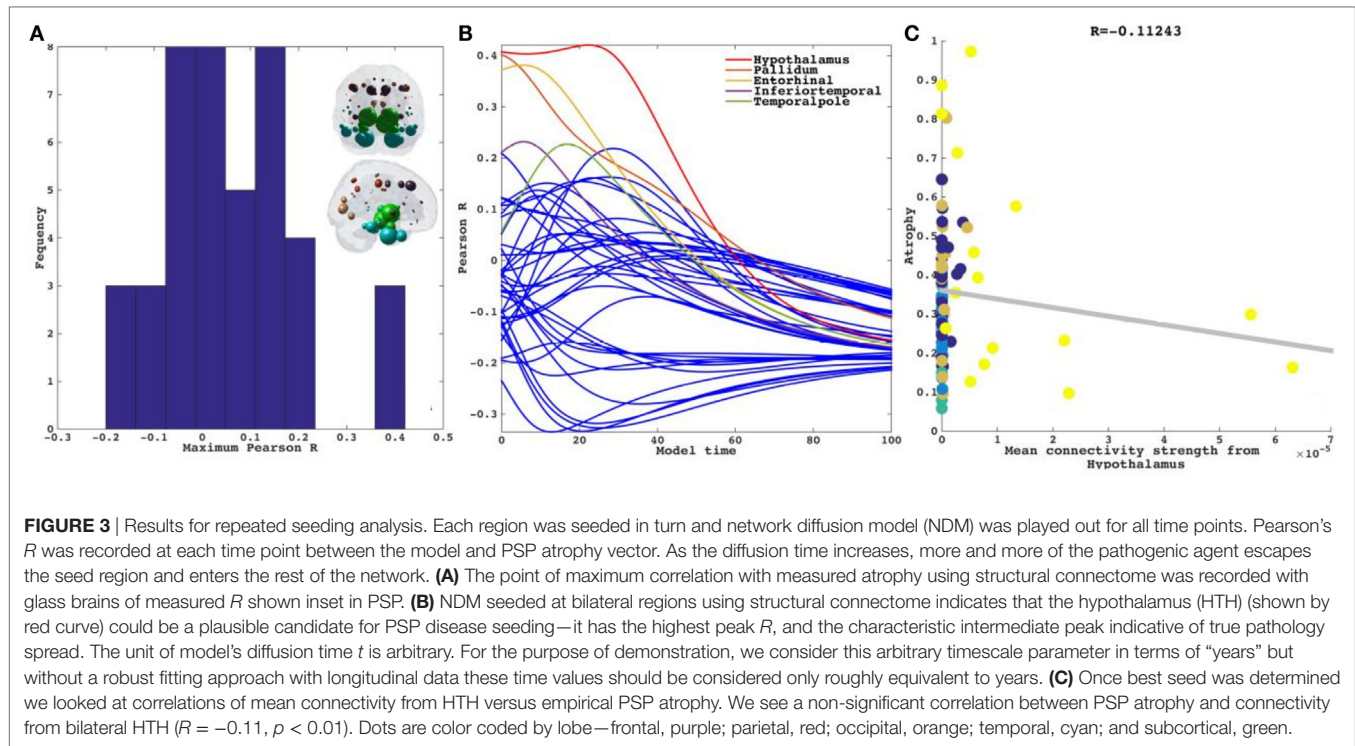 A
Frequency
8
7
6
5
4
3
2
1
0
-0.3
-0.2
-0.1
0
0.1
0.2
0.3
0.4
0.5
Maximum Pearson R
B
Hypothalamus
Pallidum
Entorhinal
Inferiortemporal
Temporalpole
Pearson R
0.4
0.3
0.2
0.1
0
-0.1
-0.2
-0.3
0
20
40
60
80
100
Model time
C
R=-0.11243
Atrophy
1
0.9
0.8
0.7
0.6
0.5
0.4
0.3
0.2
0.1
0
0
1
2
3
4
5
6
7
×10-5
Mean connectivity strength from
Hypothalamus
FIGURE 3 | Results for repeated seeding analysis. Each region was seeded in turn and network diffusion model (NDM) was played out for all time points. Pearson's
R was recorded at each time point between the model and PSP atrophy vector. As the diffusion time increases, more and more of the pathogenic agent escapes
the seed region and enters the rest of the network. (A) The point of maximum correlation with measured atrophy using structural connectome was recorded with
glass brains of measured R shown inset in PSP. (B) NDM seeded at bilateral regions using structural connectome indicates that the hypothalamus (HTH) (shown by
red curve) could be a plausible candidate for PSP disease seeding—it has the highest peak R, and the characteristic intermediate peak indicative of true pathology
spread. The unit of model's diffusion time t is arbitrary. For the purpose of demonstration, we consider this arbitrary timescale parameter in terms of "years" but
without a robust fitting approach with longitudinal data these time values should be considered only roughly equivalent to years. (C) Once best seed was determined
we looked at correlations of mean connectivity from HTH versus empirical PSP atrophy. We see a non-significant correlation between PSP atrophy and connectivity
from bilateral HTH (R = −0.11, p < 0.01). Dots are color coded by lobe—frontal, purple; parietal, red; occipital, orange; temporal, cyan; and subcortical, green.